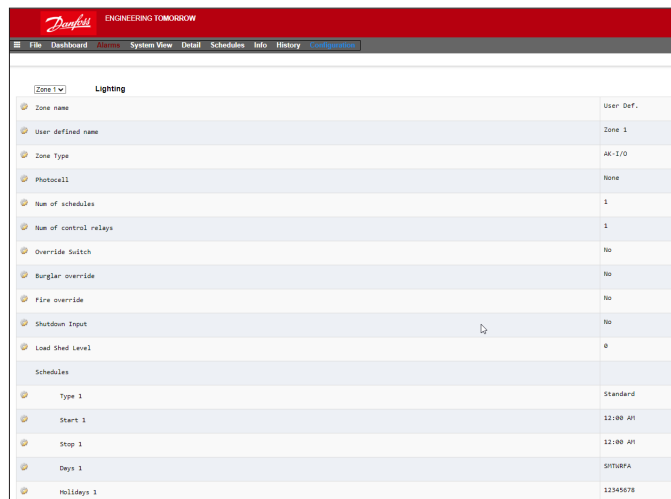 Danfoss ENGINEERING TOMORROW
File Dashboard Alarms System View Detail Schedules Info History Configuration
Zone 1 Lighting
Zone name User Def.
User defined name Zone 1
Zone Type AK-I/O
Photocell None
Num of schedules 1
Num of control relays 1
Override Switch No
Burglar override No
Fire override No
Shutdown Input No
Load Shed Level 0
Schedules
Type 1 Standard
Start 1 12:00 AM
Stop 1 12:00 AM
Days 1 SMTWRFA
Holidays 1 12345678